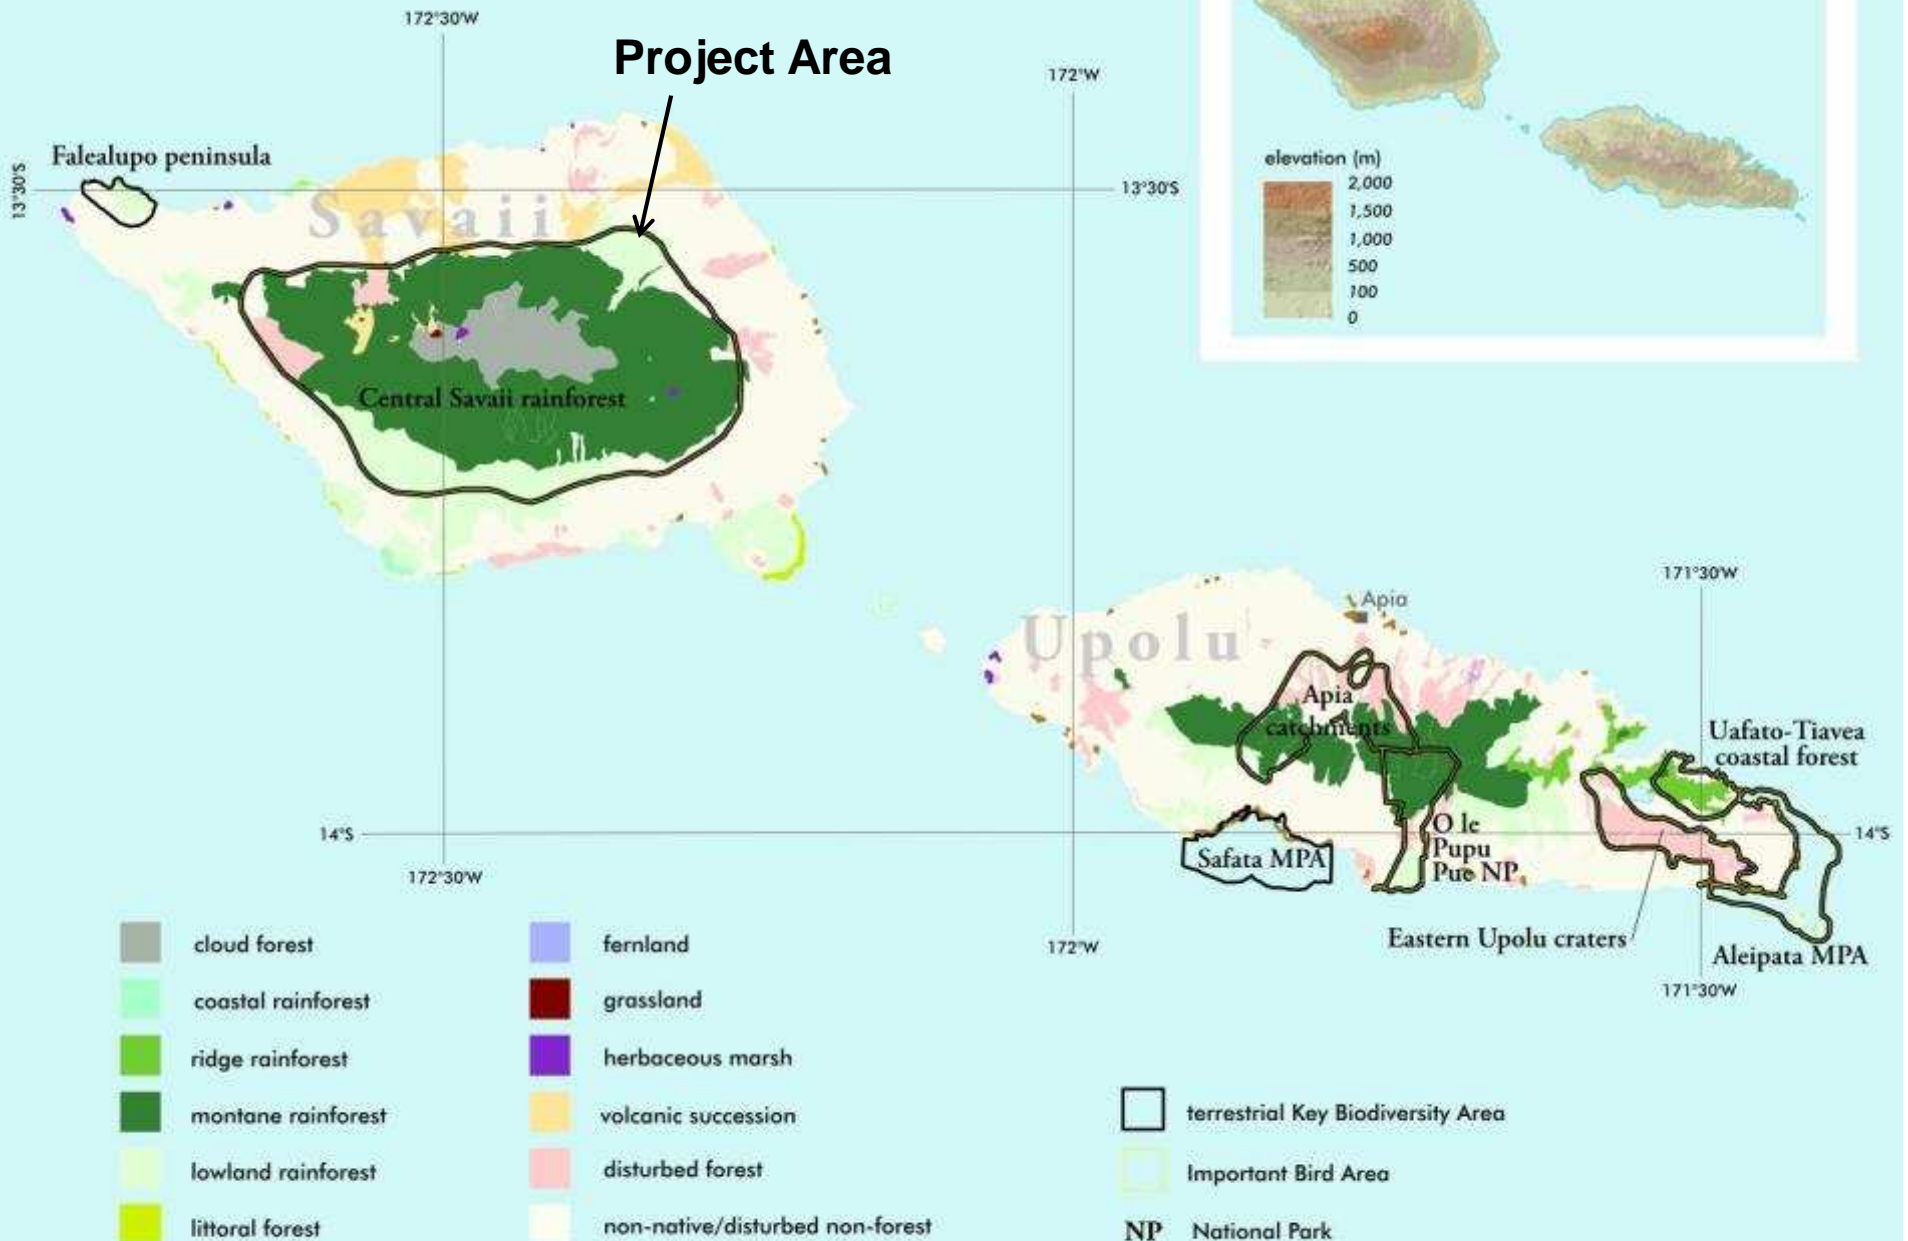 172°30'W
Project Area
172°W
Falealupo peninsula
13°30'S
13°30'S
Savaii
elevation (m)
2,000
1,500
1,000
500
100
0
Central Savaii rainforest
171°30'W
Apia
Upolu
Apia
catchments
Uafato-Tiavea
coastal forest
14°S
14°S
O le
Pupu
Pue NP
Safata MPA
172°30'W
172°W
Eastern Upolu craters
Aleipata MPA
171°30'W
cloud forest
coastal rainforest
ridge rainforest
montane rainforest
lowland rainforest
littoral forest
fernland
grassland
herbaceous marsh
volcanic succession
disturbed forest
non-native/disturbed non-forest
terrestrial Key Biodiversity Area
Important Bird Area
NP National Park